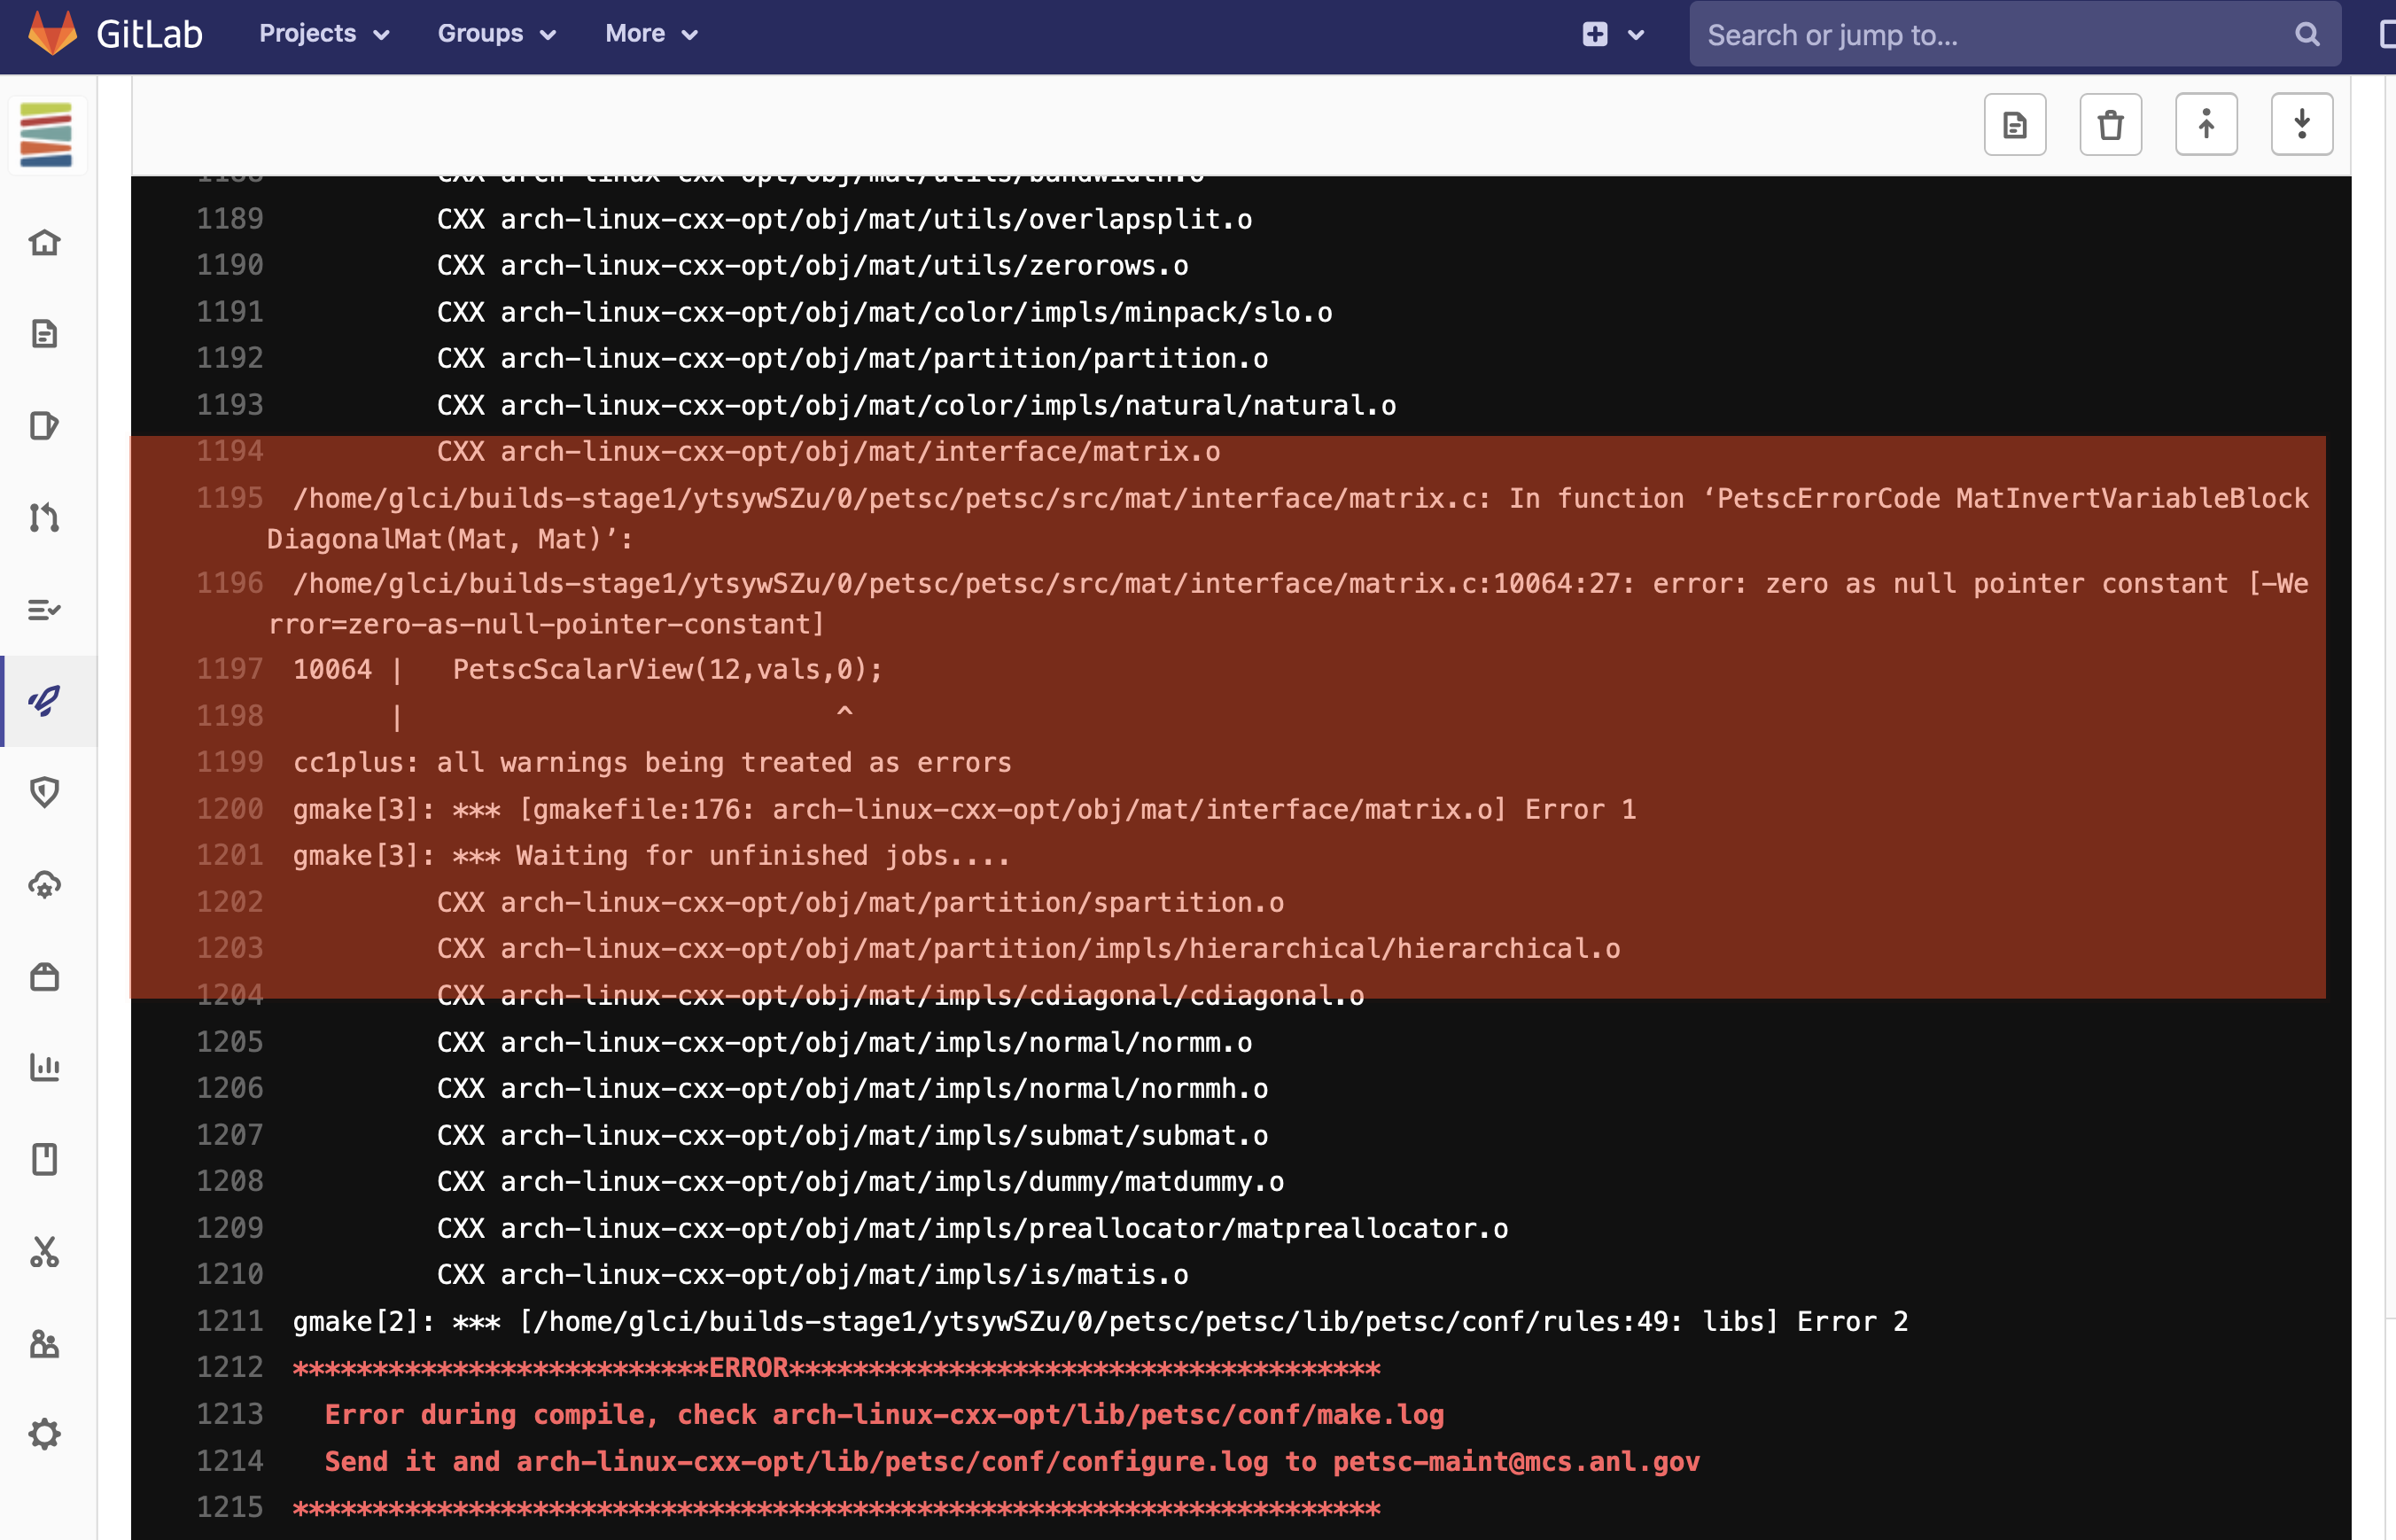 GitLab Projects Groups More Search or jump to...
1188 CXX arch-linux-cxx-opt/obj/mat/utils/bandwidth.o
1189 CXX arch-linux-cxx-opt/obj/mat/utils/overlapsplit.o
1190 CXX arch-linux-cxx-opt/obj/mat/utils/zerorows.o
1191 CXX arch-linux-cxx-opt/obj/mat/color/impls/minpack/slo.o
1192 CXX arch-linux-cxx-opt/obj/mat/partition/partition.o
1193 CXX arch-linux-cxx-opt/obj/mat/color/impls/natural/natural.o
1194 CXX arch-linux-cxx-opt/obj/mat/interface/matrix.o
1195 /home/glci/builds-stage1/ytsywSZu/0/petsc/petsc/src/mat/interface/matrix.c: In function ‘PetscErrorCode MatInvertVariableBlock
DiagonalMat(Mat, Mat)’:
1196 /home/glci/builds-stage1/ytsywSZu/0/petsc/petsc/src/mat/interface/matrix.c:10064:27: error: zero as null pointer constant [-We
rror=zero-as-null-pointer-constant]
1197 10064 |   PetscScalarView(12,vals,0);
1198 |                           ^
1199 cc1plus: all warnings being treated as errors
1200 gmake[3]: *** [gmakefile:176: arch-linux-cxx-opt/obj/mat/interface/matrix.o] Error 1
1201 gmake[3]: *** Waiting for unfinished jobs....
1202 CXX arch-linux-cxx-opt/obj/mat/partition/spartition.o
1203 CXX arch-linux-cxx-opt/obj/mat/partition/impls/hierarchical/hierarchical.o
1204 CXX arch-linux-cxx-opt/obj/mat/impls/cdiagonal/cdiagonal.o
1205 CXX arch-linux-cxx-opt/obj/mat/impls/normal/normm.o
1206 CXX arch-linux-cxx-opt/obj/mat/impls/normal/normmh.o
1207 CXX arch-linux-cxx-opt/obj/mat/impls/submat/submat.o
1208 CXX arch-linux-cxx-opt/obj/mat/impls/dummy/matdummy.o
1209 CXX arch-linux-cxx-opt/obj/mat/impls/preallocator/matpreallocator.o
1210 CXX arch-linux-cxx-opt/obj/mat/impls/is/matis.o
1211 gmake[2]: *** [/home/glci/builds-stage1/ytsywSZu/0/petsc/petsc/lib/petsc/conf/rules:49: libs] Error 2
1212 **************************ERROR*************************************
1213 Error during compile, check arch-linux-cxx-opt/lib/petsc/conf/make.log
1214 Send it and arch-linux-cxx-opt/lib/petsc/conf/configure.log to petsc-maint@mcs.anl.gov
1215 ********************************************************************